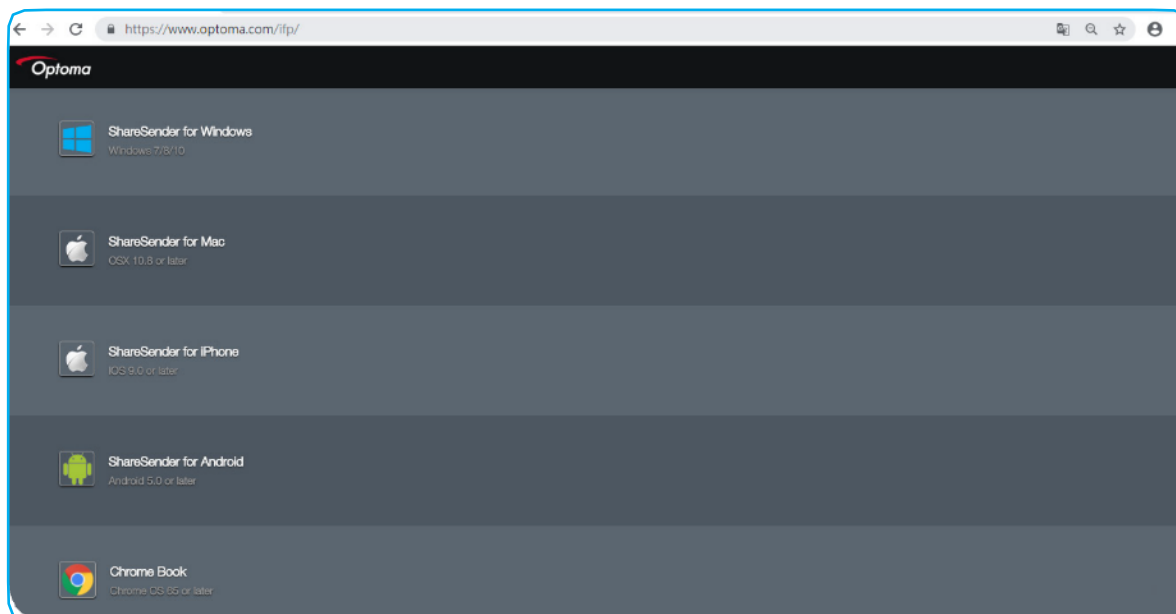 https://www.optoma.com/ifp/
Optoma
ShareSender for Windows
Windows 7/8/10
ShareSender for Mac
OSX 10.8 or later
ShareSender for IPhone
IOS 9.0 or later
ShareSender for Android
Android 5.0 or later
Chrome Book
Chrome OS 65 or later